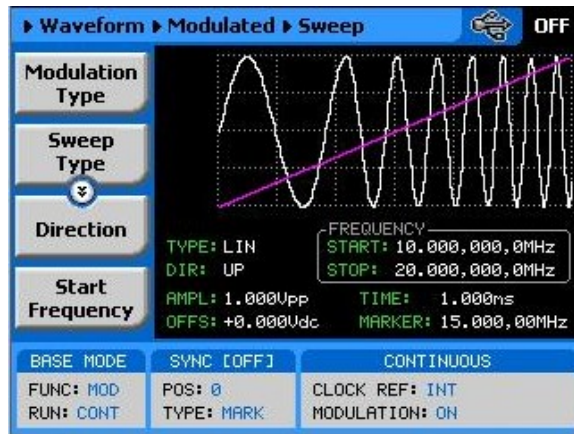 Waveform Modulated Sweep OFF
Modulation
Type
Sweep
Type
Direction
Start
Frequency
FREQUENCY
TYPE: LIN START: 10.000,000,0MHz
DIR: UP STOP: 20.000,000,0MHz
AMPL: 1.000Vpp TIME: 1.000ms
OFFS: +0.000Vdc MARKER: 15.000,00MHz
BASE MODE SYNC [OFF] CONTINUOUS
FUNC: MOD POS: 0 CLOCK REF: INT
RUN: CONT TYPE: MARK MODULATION: ON